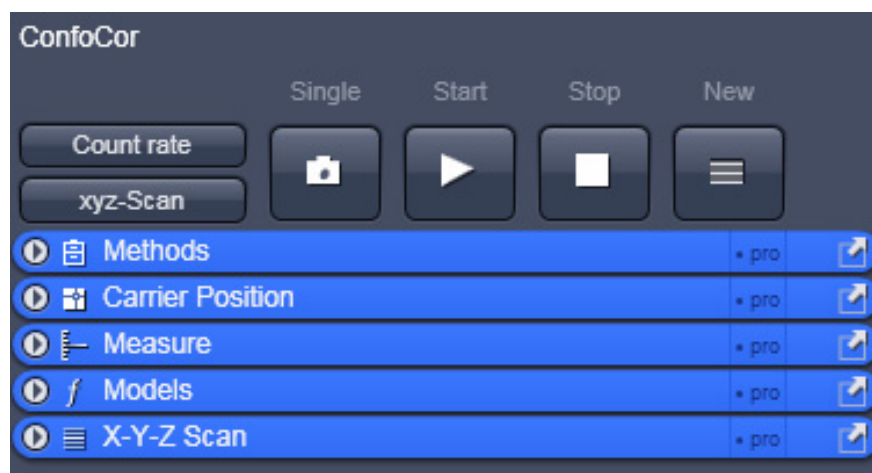 ConfoCor
Single Start Stop New
Count rate
xyz-Scan
Methods • pro
Carrier Position • pro
Measure • pro
f Models • pro
X-Y-Z Scan • pro